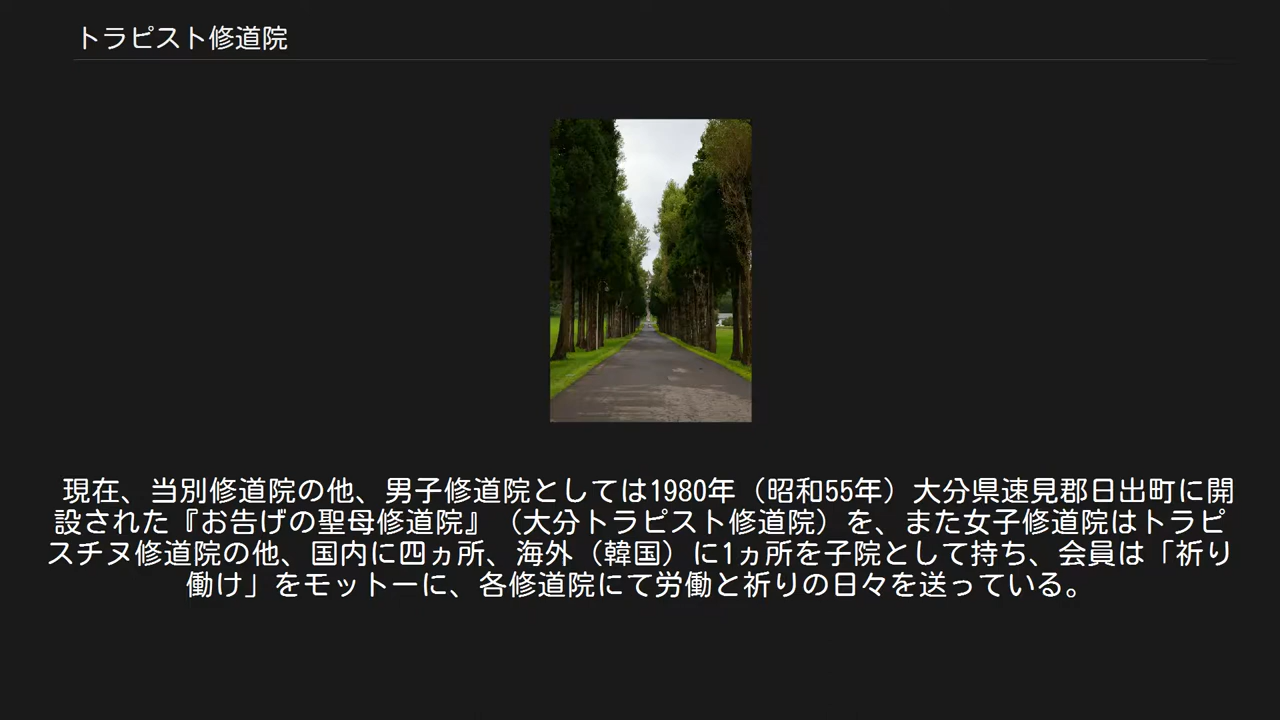 トラピスト修道院
現在、当別修道院の他、男子修道院としては1980年（昭和55年）大分県速見郡日出町に開
設された『お告げの聖母修道院』（大分トラピスト修道院）を、また女子修道院はトラピ
スチヌ修道院の他、国内に四ヵ所、海外（韓国）に1ヵ所を子院として持ち、会員は「祈り
働け」をモットーに、各修道院にて労働と祈りの日々を送っている。